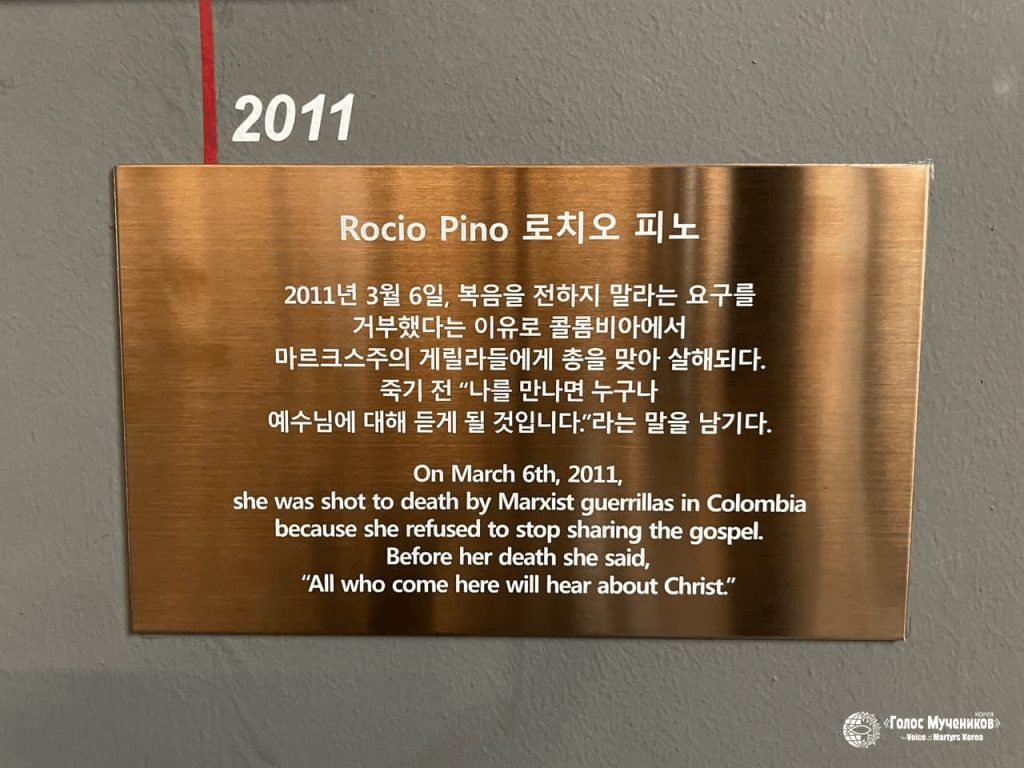 2011
Rocio Pino 로치오 피노
2011년 3월 6일, 복음을 전하지 말라는 요구를
거부했다는 이유로 콜롬비아에서
마르크스주의 게릴라들에게 총을 맞아 살해되다.
죽기 전 “나를 만나면 누구나
예수님에 대해 듣게 될 것입니다.”라는 말을 남기다.
On March 6th, 2011,
she was shot to death by Marxist guerrillas in Colombia
because she refused to stop sharing the gospel.
Before her death she said,
“All who come here will hear about Christ.”
КОРЕЯ
«Голос Мучеников»
Voice of the Martyrs Korea